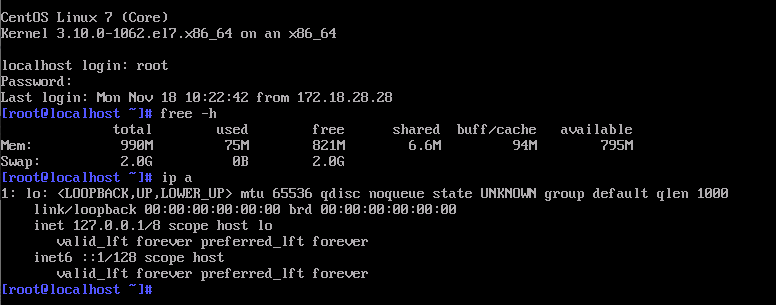 CentOS Linux 7 (Core)
Kernel 3.10.0-1062.el7.x86_64 on an x86_64
localhost login: root
Password:
Last login: Mon Nov 18 10:22:42 from 172.18.28.28
[root@localhost ~]# free -h
              total        used        free      shared  buff/cache   available
Mem:           990M         75M        821M        6.6M         94M        795M
Swap:          2.0G          0B        2.0G
[root@localhost ~]# ip a
1: lo: <LOOPBACK,UP,LOWER_UP> mtu 65536 qdisc noqueue state UNKNOWN group default qlen 1000
    link/loopback 00:00:00:00:00:00 brd 00:00:00:00:00:00
    inet 127.0.0.1/8 scope host lo
       valid_lft forever preferred_lft forever
    inet6 ::1/128 scope host
       valid_lft forever preferred_lft forever
[root@localhost ~]#